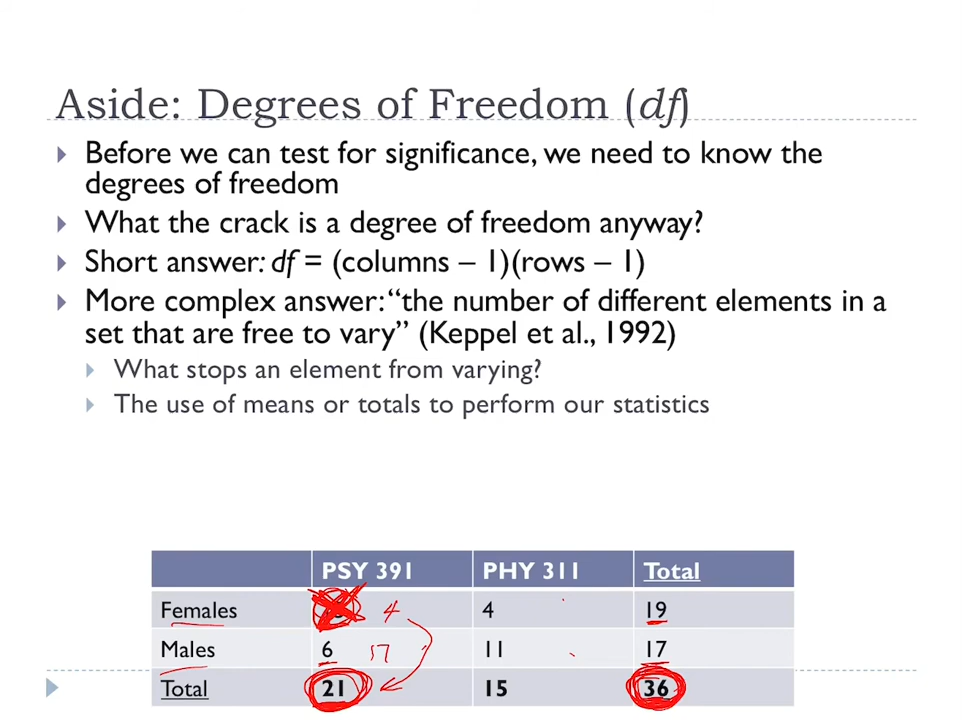 Aside: Degrees of Freedom (df)
Before we can test for significance, we need to know the
degrees of freedom
What the crack is a degree of freedom anyway?
Short answer: df = (columns – 1)(rows – 1)
More complex answer: “the number of different elements in a
set that are free to vary” (Keppel et al., 1992)
What stops an element from varying?
The use of means or totals to perform our statistics
PSY 391 PHY 311 Total
Females 4 4 19
Males 6 17 11 17
Total 21 15 36